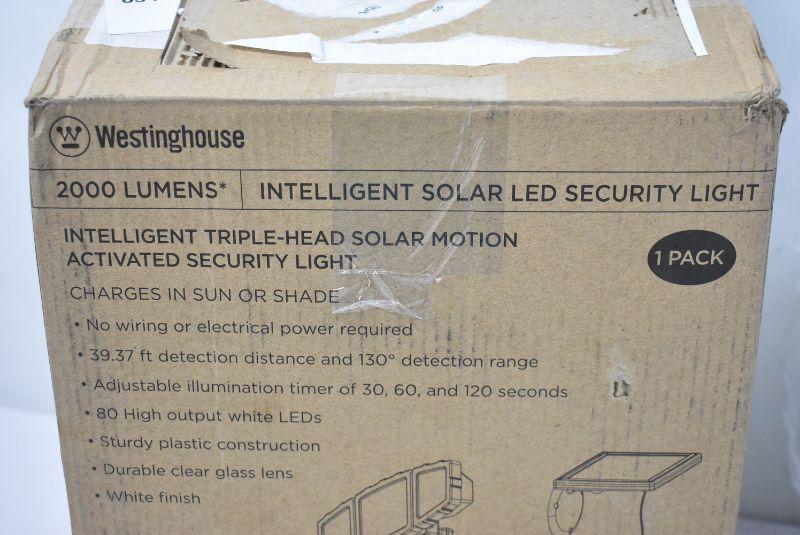 Westinghouse
2000 LUMENS* INTELLIGENT SOLAR LED SECURITY LIGHT
INTELLIGENT TRIPLE-HEAD SOLAR MOTION
ACTIVATED SECURITY LIGHT
1 PACK
CHARGES IN SUN OR SHADE
• No wiring or electrical power required
• 39.37 ft detection distance and 130° detection range
• Adjustable illumination timer of 30, 60, and 120 seconds
• 80 High output white LEDs
• Sturdy plastic construction
• Durable clear glass lens
• White finish